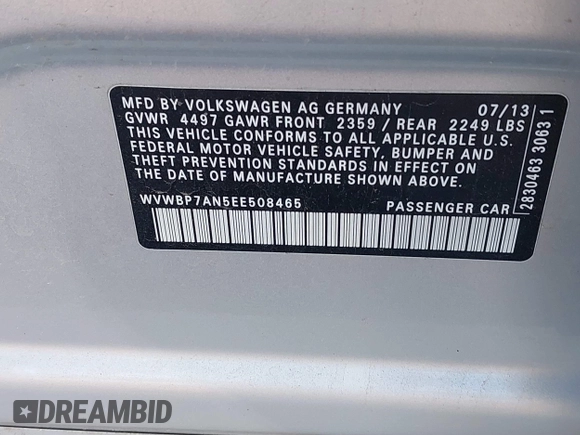 MFD BY VOLKSWAGEN AG GERMANY 07/13
GVWR 4497 GAWR FRONT 2359 / REAR 2249 LBS
THIS VEHICLE CONFORMS TO ALL APPLICABLE U.S.
FEDERAL MOTOR VEHICLE SAFETY, BUMPER AND
THEFT PREVENTION STANDARDS IN EFFECT ON
THE DATE OF MANUFACTURE SHOWN ABOVE.
WVWBP7AN5EE508465 PASSENGER CAR
2830463 3063 1
DREAMBID